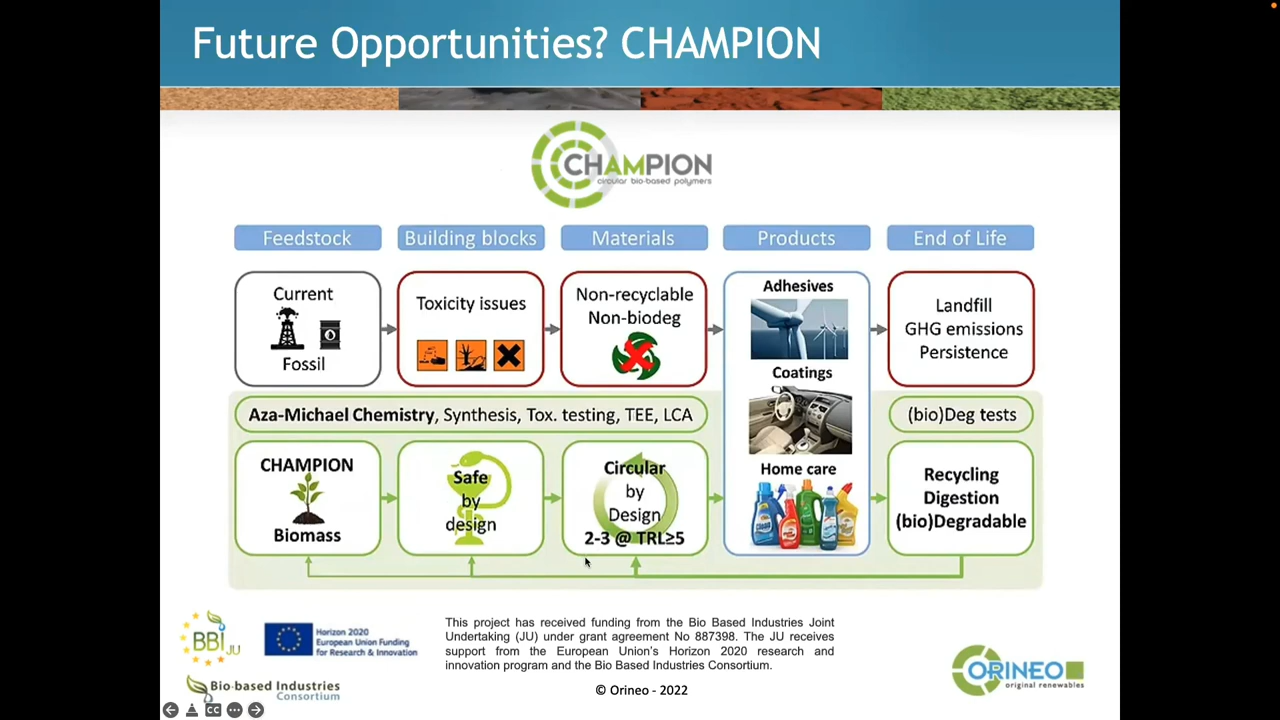 Future Opportunities? CHAMPION
CHAMPION
circular bio-based polymers
Feedstock
Building blocks
Materials
Products
End of Life
Current
Fossil
Toxicity issues
Non-recyclable
Non-biodeg
Adhesives
Coatings
Home care
Landfill
GHG emissions
Persistence
Aza-Michael Chemistry, Synthesis, Tox. testing, TEE, LCA
(bio)Deg tests
CHAMPION
Biomass
Safe
by
design
Circular
by
Design
2-3 @ TRL≥5
Recycling
Digestion
(bio)Degradable
BBI JU
Horizon 2020
European Union Funding
for Research & Innovation
Bio-based Industries
Consortium
This project has received funding from the Bio Based Industries Joint
Undertaking (JU) under grant agreement No 887398. The JU receives
support from the European Union's Horizon 2020 research and
innovation program and the Bio Based Industries Consortium.
© Orineo - 2022
ORINEO
original renewables
CC